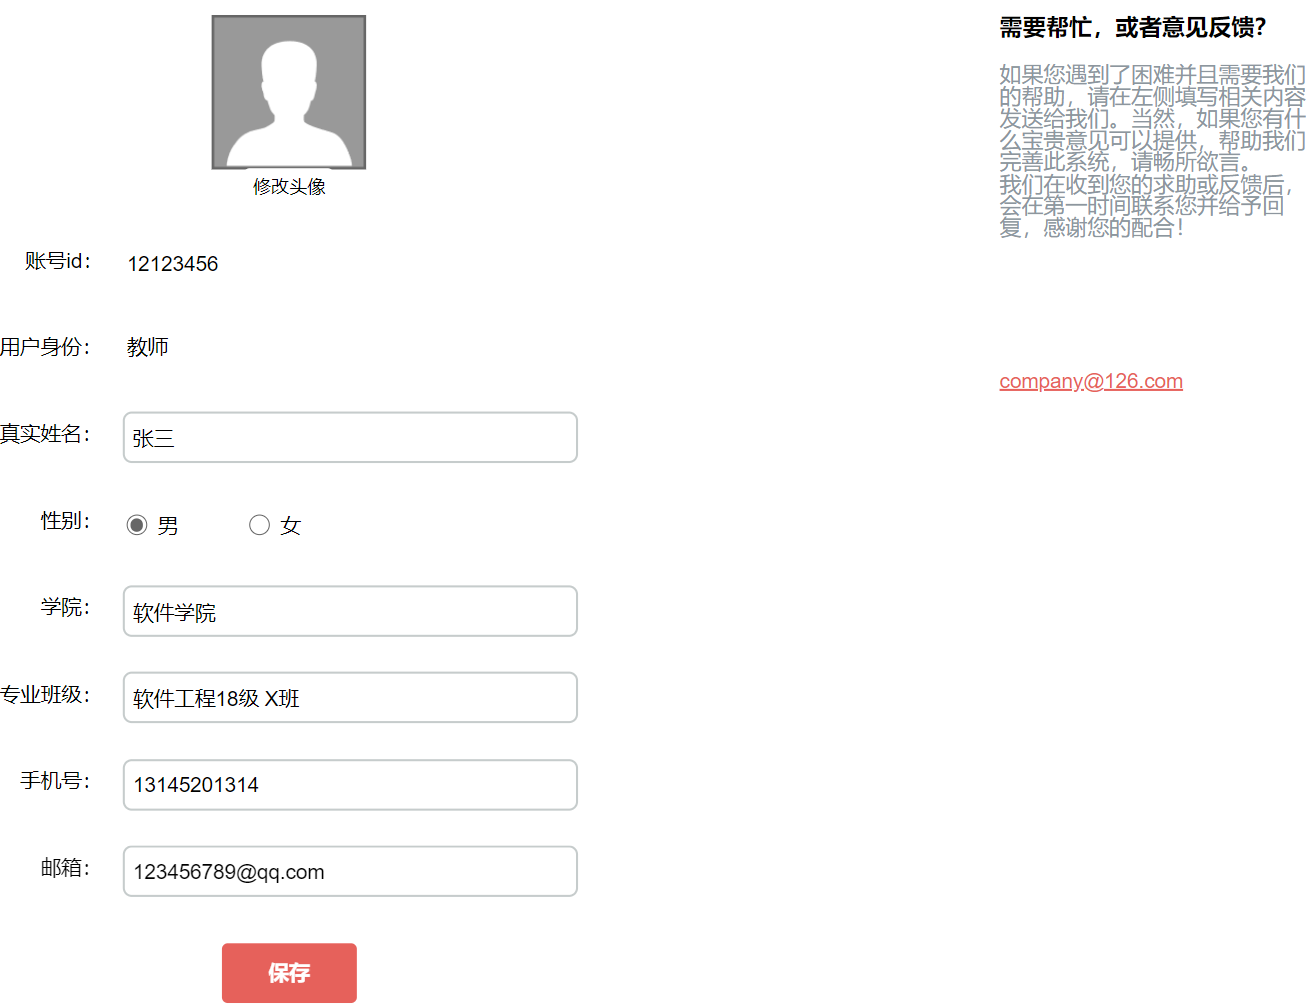 修改头像
账号id：
12123456
用户身份：
教师
真实姓名：
张三
性别：
男
女
学院：
软件学院
专业班级：
软件工程18级 X班
手机号：
13145201314
邮箱：
123456789@qq.com
保存
需要帮忙，或者意见反馈？
如果您遇到了困难并且需要我们
的帮助，请在左侧填写相关内容
发送给我们。当然，如果您有什
么宝贵意见可以提供，帮助我们
完善此系统，请畅所欲言。
我们在收到您的求助或反馈后，
会在第一时间联系您并给予回
复，感谢您的配合！
company@126.com